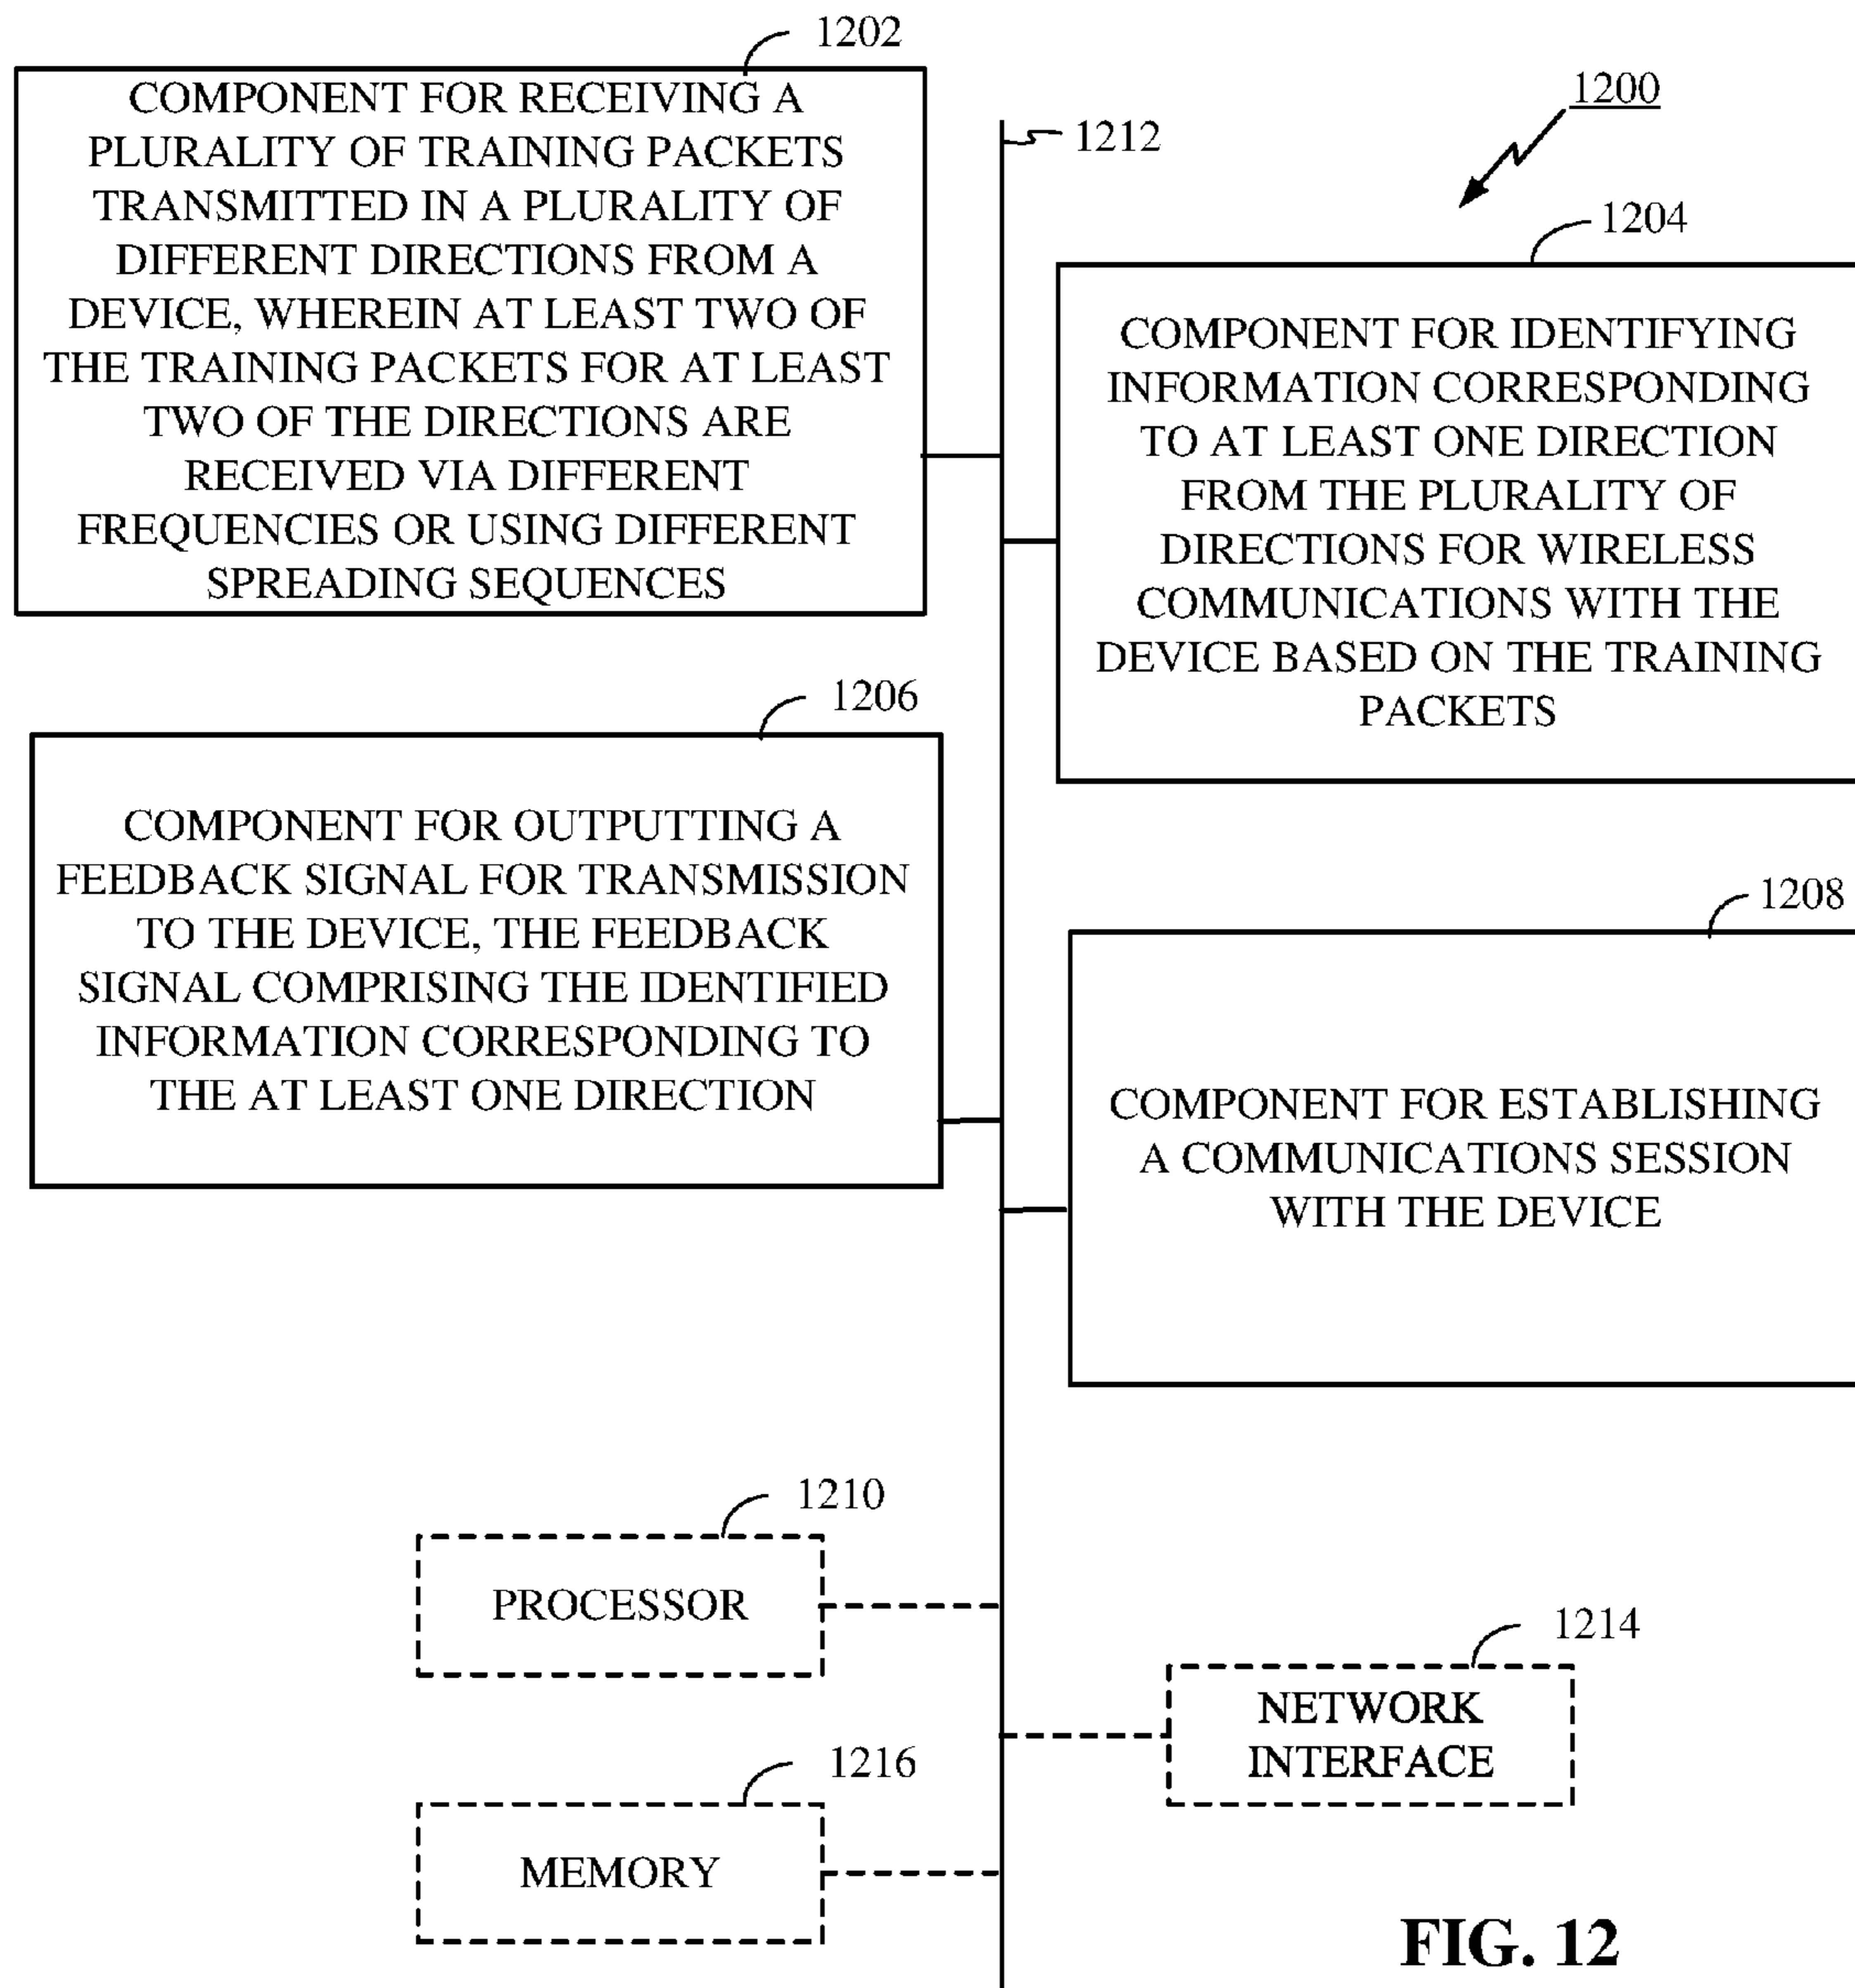 1202
COMPONENT FOR RECEIVING A
PLURALITY OF TRAINING PACKETS
TRANSMITTED IN A PLURALITY OF
DIFFERENT DIRECTIONS FROM A
DEVICE, WHEREIN AT LEAST TWO OF
THE TRAINING PACKETS FOR AT LEAST
TWO OF THE DIRECTIONS ARE
RECEIVED VIA DIFFERENT
FREQUENCIES OR USING DIFFERENT
SPREADING SEQUENCES
1212
1200
1204
COMPONENT FOR IDENTIFYING
INFORMATION CORRESPONDING
TO AT LEAST ONE DIRECTION
FROM THE PLURALITY OF
DIRECTIONS FOR WIRELESS
COMMUNICATIONS WITH THE
DEVICE BASED ON THE TRAINING
PACKETS
1206
COMPONENT FOR OUTPUTTING A
FEEDBACK SIGNAL FOR TRANSMISSION
TO THE DEVICE, THE FEEDBACK
SIGNAL COMPRISING THE IDENTIFIED
INFORMATION CORRESPONDING TO
THE AT LEAST ONE DIRECTION
1208
COMPONENT FOR ESTABLISHING
A COMMUNICATIONS SESSION
WITH THE DEVICE
1210
PROCESSOR
1214
NETWORK
INTERFACE
1216
MEMORY
FIG. 12